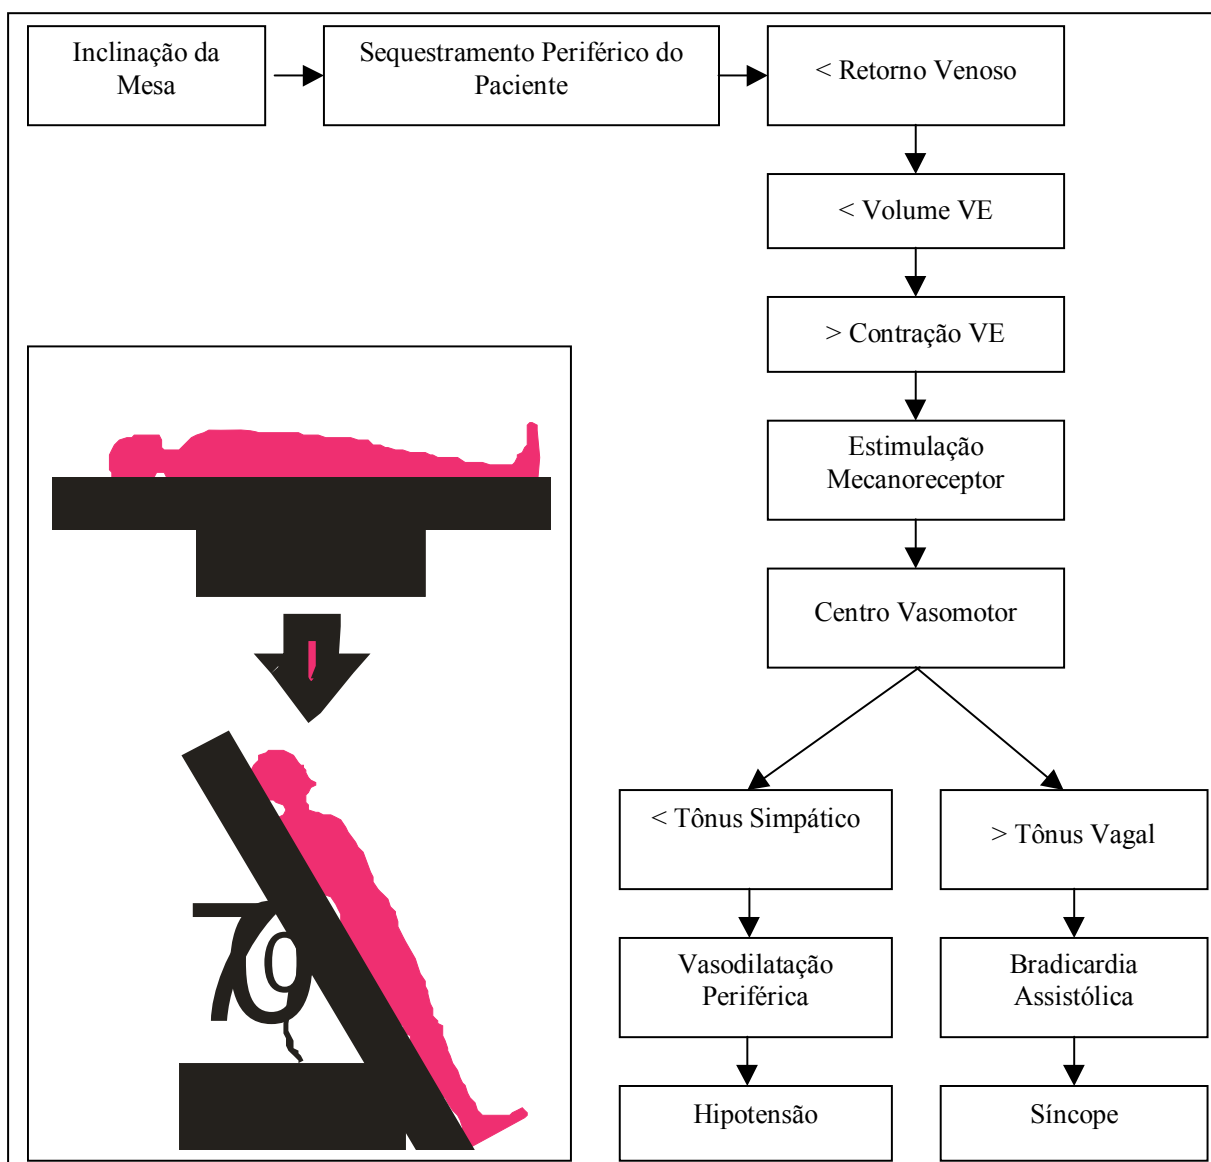 Inclinação da
Mesa
Sequestramento Periférico do
Paciente
< Retorno Venoso
< Volume VE
> Contração VE
Estimulação
Mecanoreceptor
Centro Vasomotor
< Tônus Simpático
> Tônus Vagal
Vasodilatação
Periférica
Bradicardia
Assistólica
Hipotensão
Síncope
70